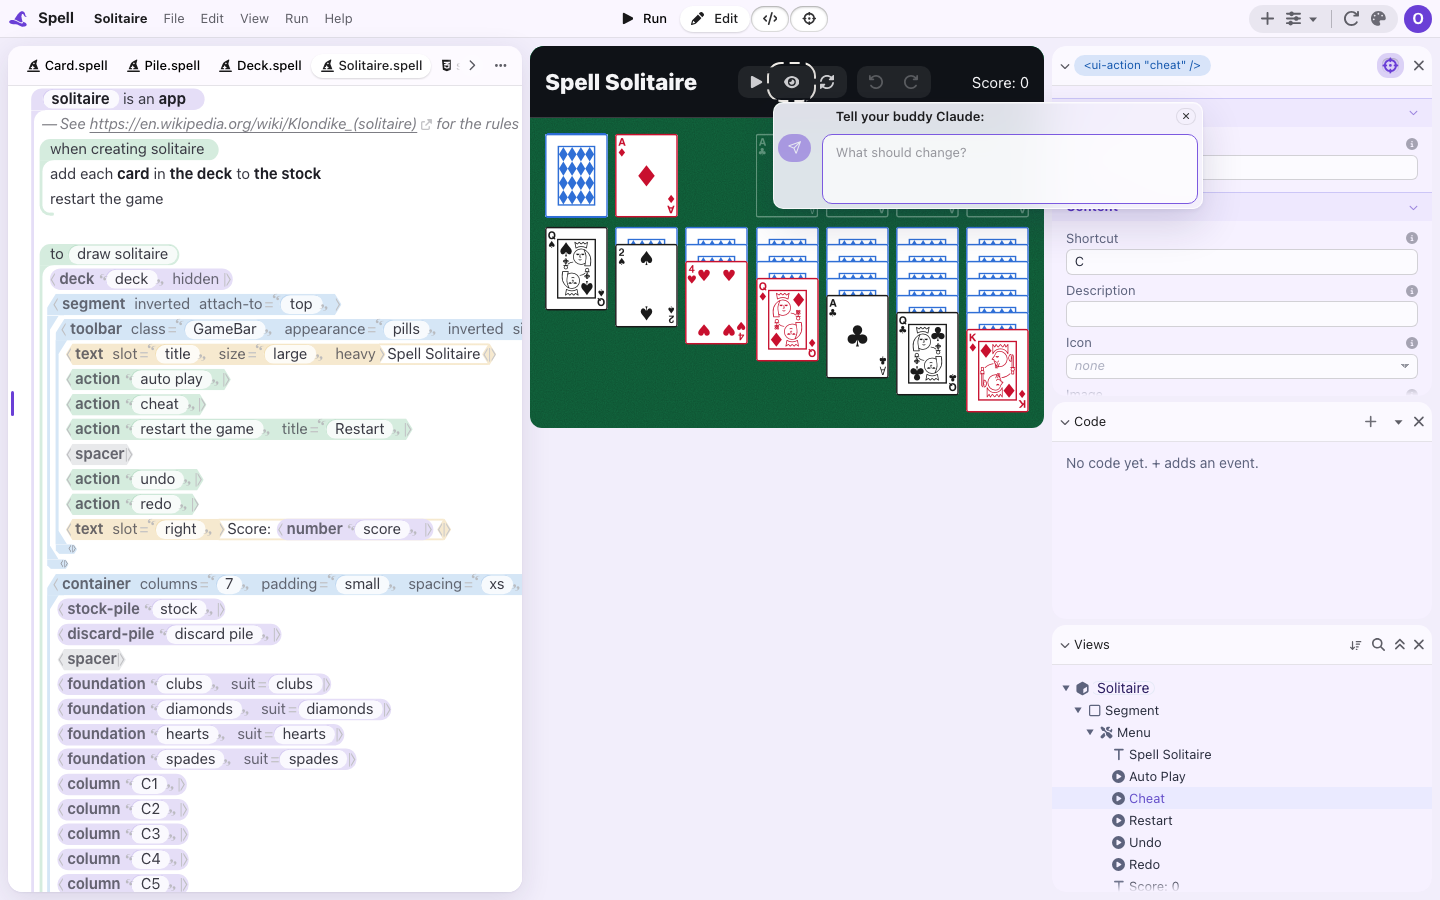 Spell
Solitaire
File
Edit
View
Run
Help
Run
Edit
</>
O
Card.spell
Pile.spell
Deck.spell
Solitaire.spell
solitaire is an app
— See https://en.wikipedia.org/wiki/Klondike_(solitaire) for the rules
when creating solitaire
add each card in the deck to the stock
restart the game
to draw solitaire
deck deck hidden
segment inverted attach-to= top
toolbar class= GameBar , appearance= pills , inverted si
text slot= title , size= large , heavy Spell Solitaire
action auto play
action cheat
action restart the game , title= Restart
spacer
action undo
action redo
text slot= right , Score: number score
container columns= 7 , padding= small , spacing= xs ,
stock-pile stock
discard-pile discard pile
spacer
foundation clubs , suit= clubs
foundation diamonds , suit= diamonds
foundation hearts , suit= hearts
foundation spades , suit= spades
column C1
column C2
column C3
column C4
column C5
Spell Solitaire
Score: 0
Tell your buddy Claude:
What should change?
A
A
A
Q
Q
2
2
4
4
Q
Q
A
A
Q
Q
K
K
<ui-action "cheat" />
Content
Shortcut
C
Description
Icon
none
Image
Code
No code yet. + adds an event.
Views
Solitaire
Segment
Menu
Spell Solitaire
Auto Play
Cheat
Restart
Undo
Redo
Score: 0